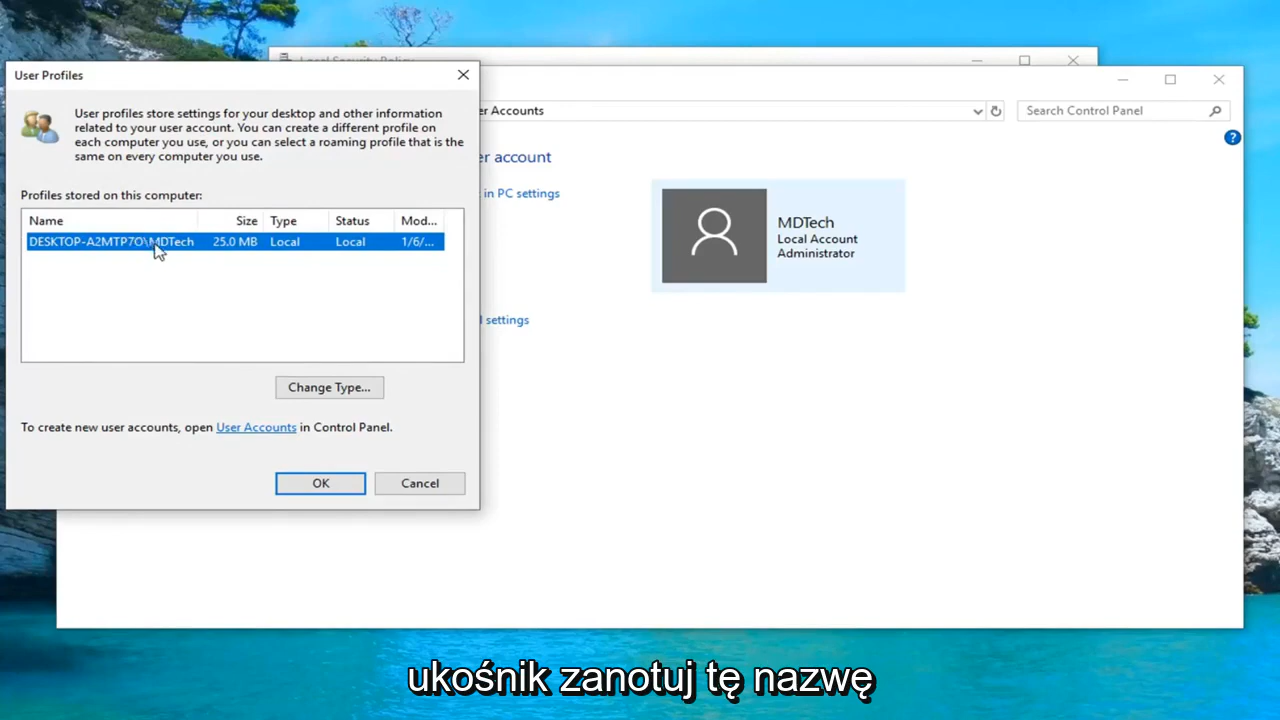 Local Security Policy
User Profiles
er Accounts
Search Control Panel
User profiles store settings for your desktop and other information
related to your user account. You can create a different profile on
each computer you use, or you can select a roaming profile that is the
same on every computer you use.
er account
in PC settings
Profiles stored on this computer:
Name Size Type Status Mod...
DESKTOP-A2MTP7O\MDTech 25.0 MB Local Local 1/6/...
MDTech
Local Account
Administrator
settings
Change Type...
To create new user accounts, open User Accounts in Control Panel.
OK Cancel
ukośnik zanotuj tę nazwę